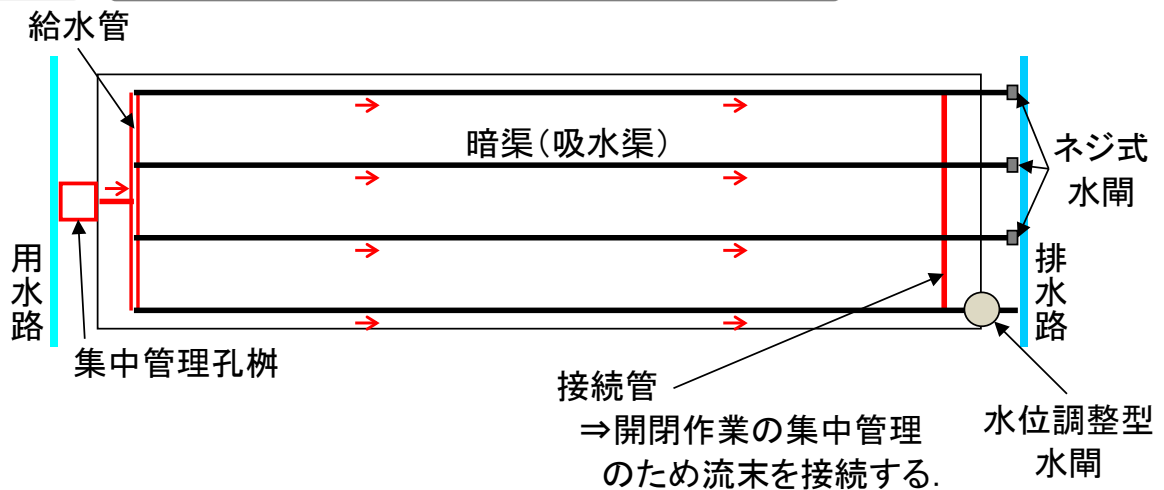 給水管
暗渠（吸水渠）
ネジ式
水閘
用水路
排水路
集中管理孔桝
接続管
⇒開閉作業の集中管理
のため流末を接続する.
水位調整型
水閘